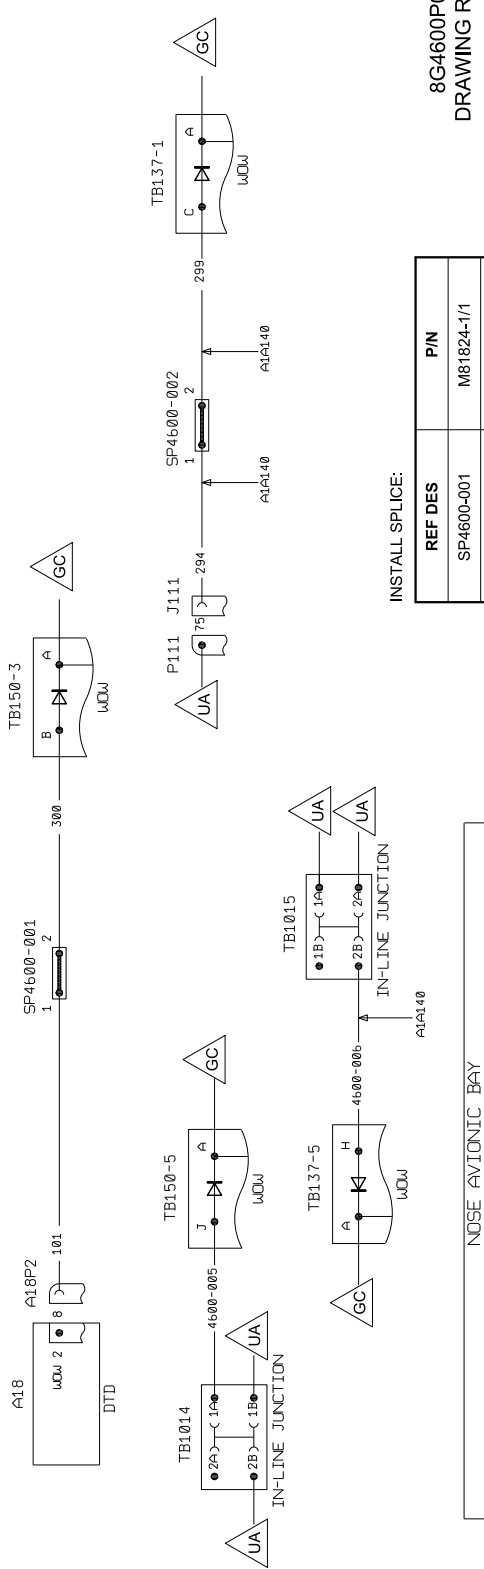 A18
A18P2
WOW 2
8
101
DTD
SP4600-001
1
2
300
TB150-3
B
A
WOW
GC
TB1014
2A
1A
2B
1B
IN-LINE JUNCTION
UA
UA
4600-005
TB150-5
J
A
WOW
GC
UA
P111
J111
75
294
A1A140
SP4600-002
1
2
A1A140
299
TB137-1
C
A
WOW
GC
GC
TB137-5
A
H
WOW
4600-006
A1A140
TB1015
1B
1A
2B
2A
IN-LINE JUNCTION
UA
UA
INSTALL SPLICE:
REF DES
P/N
SP4600-001
M81824-1/1
NOSE AVIONIC BAY